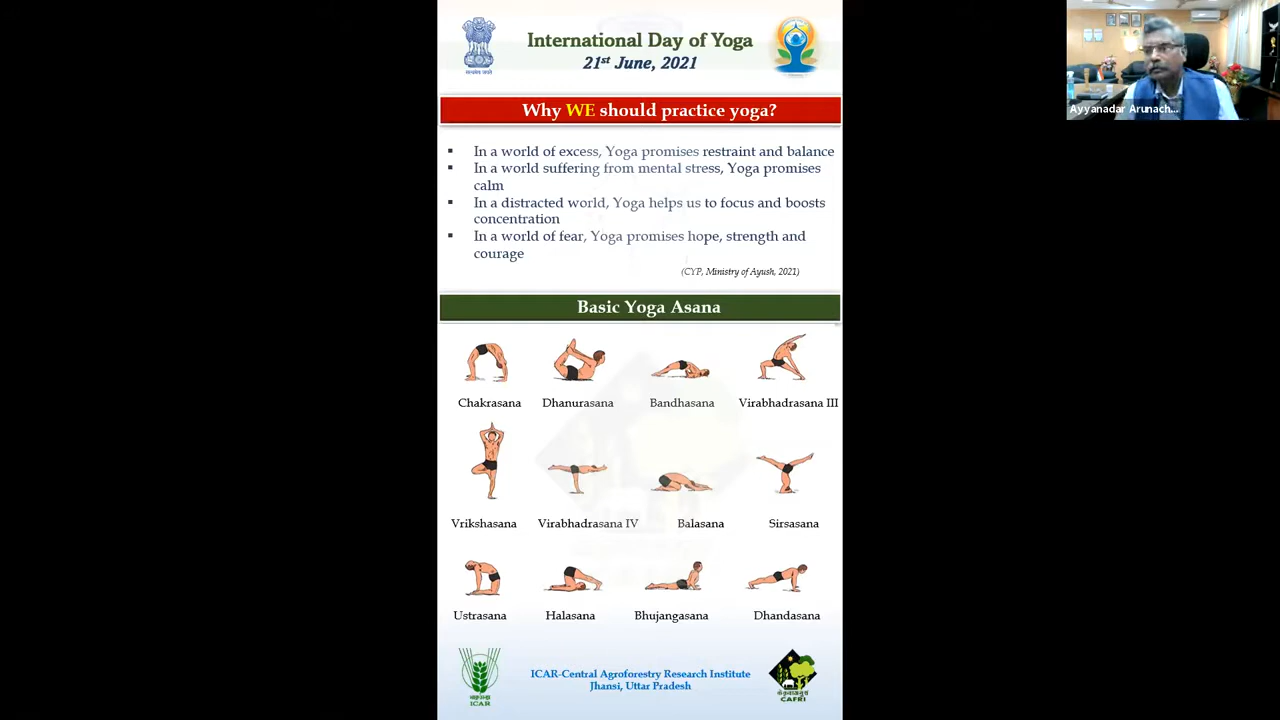 International Day of Yoga
21st June, 2021
Ayyanadar Arunach...
Why WE should practice yoga?
▪ In a world of excess, Yoga promises restraint and balance
▪ In a world suffering from mental stress, Yoga promises
calm
▪ In a distracted world, Yoga helps us to focus and boosts
concentration
▪ In a world of fear, Yoga promises hope, strength and
courage
(CYP, Ministry of Ayush, 2021)
Basic Yoga Asana
Chakrasana Dhanurasana Bandhasana Virabhadrasana III
Vrikshasana Virabhadrasana IV Balasana Sirsasana
Ustrasana Halasana Bhujangasana Dhandasana
ICAR-Central Agroforestry Research Institute
Jhansi, Uttar Pradesh
ICAR
CAFRI